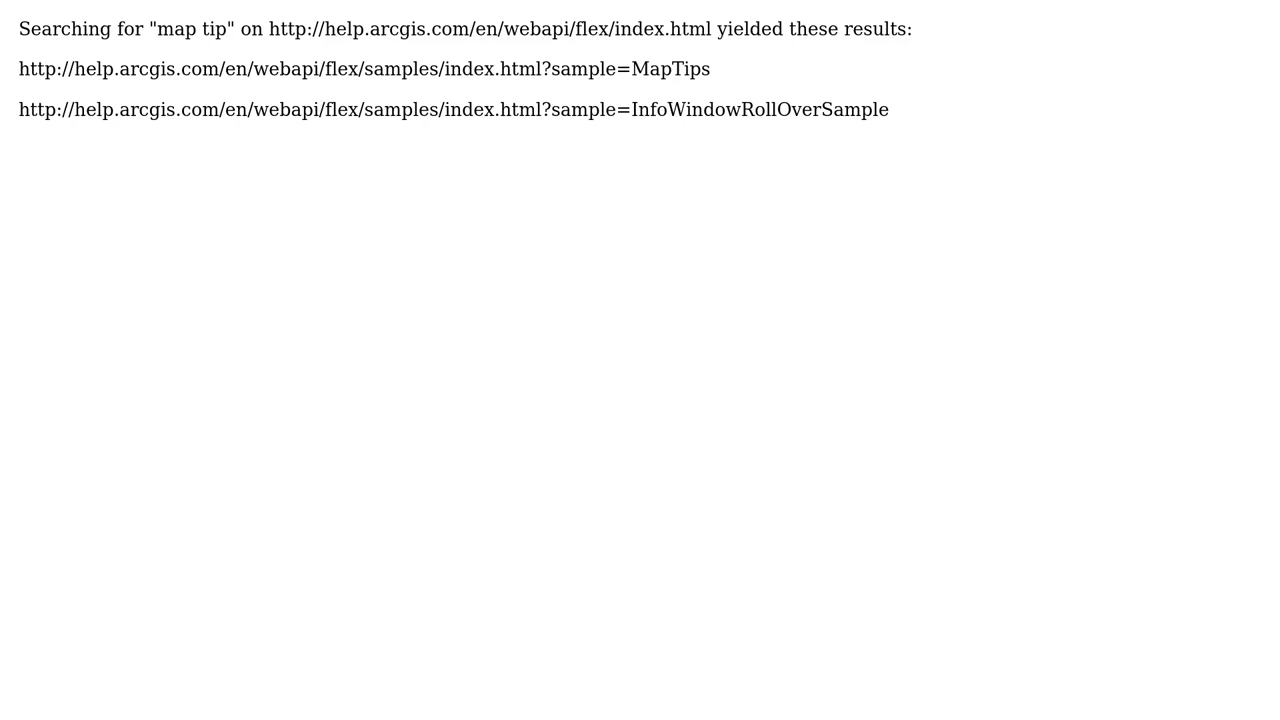 Searching for "map tip" on http://help.arcgis.com/en/webapi/flex/index.html yielded these results:
http://help.arcgis.com/en/webapi/flex/samples/index.html?sample=MapTips
http://help.arcgis.com/en/webapi/flex/samples/index.html?sample=InfoWindowRollOverSample